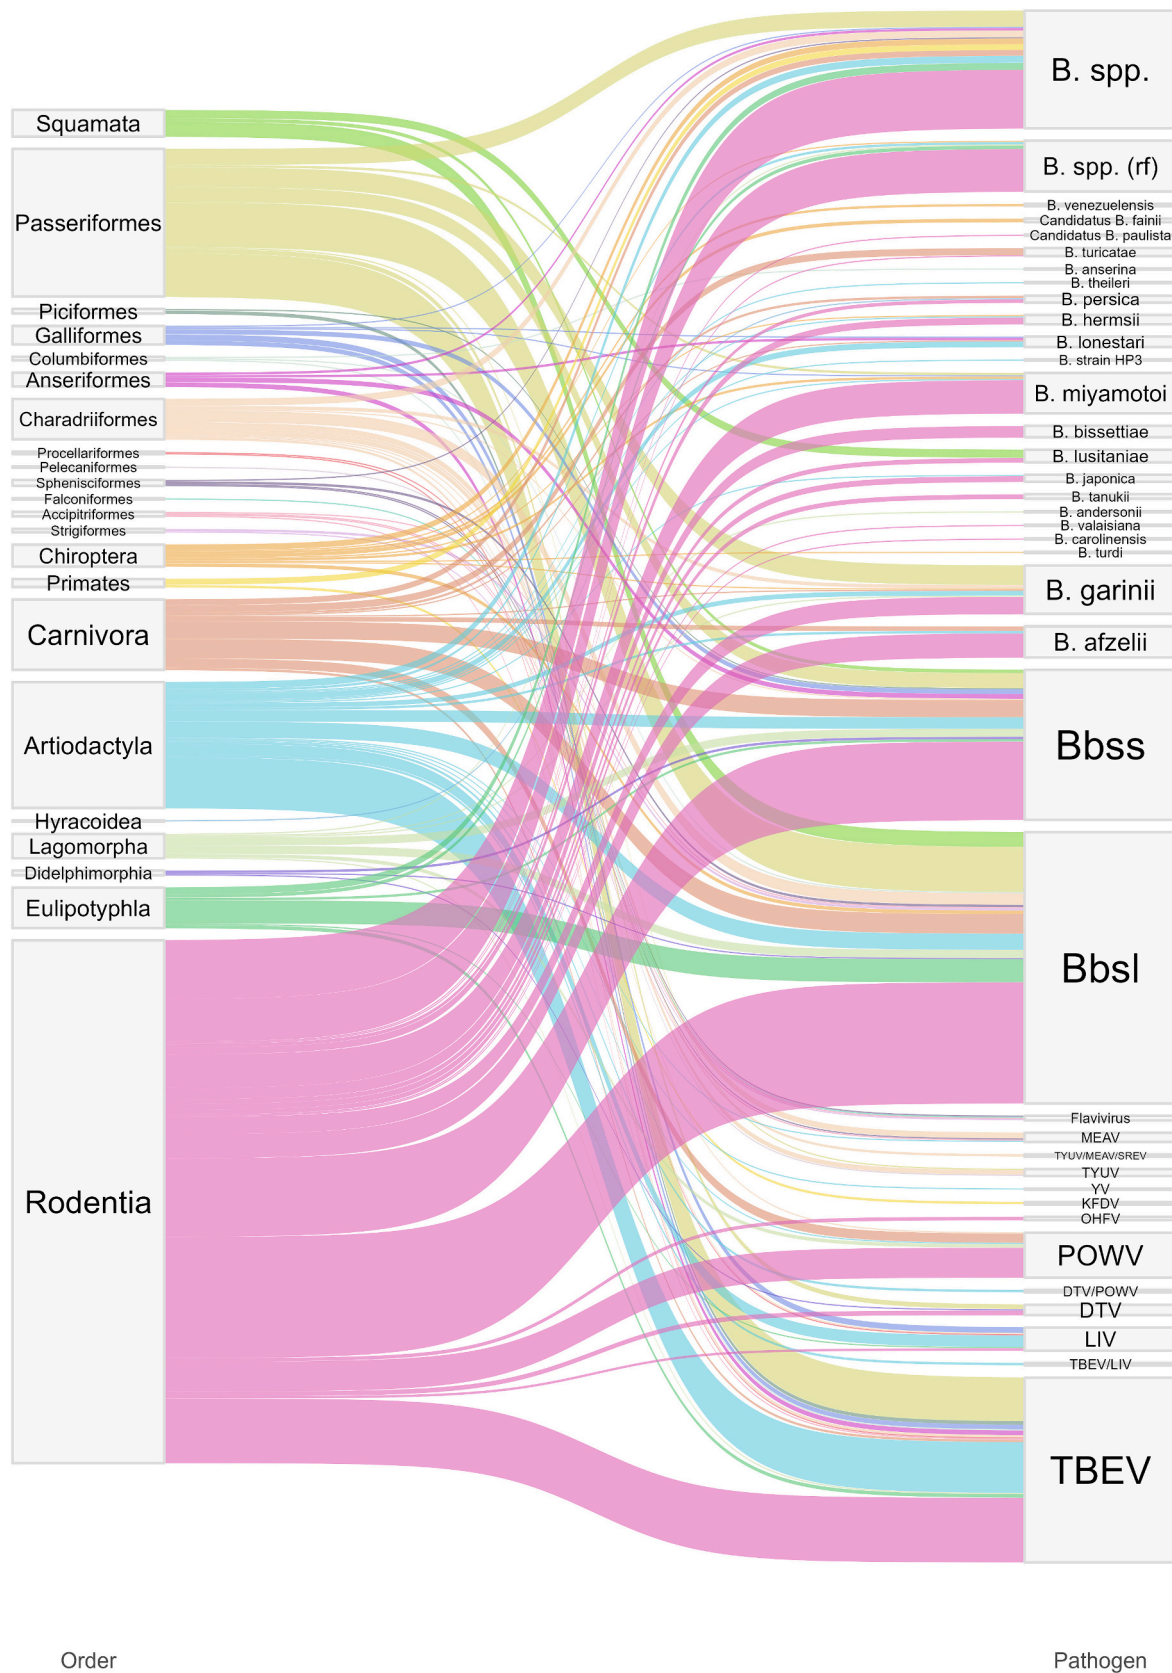 Squamata
Passeriformes
Piciformes
Galliformes
Columbiformes
Anseriformes
Charadriiformes
Procellariformes
Pelecaniformes
Sphenisciformes
Falconiformes
Accipitriformes
Strigiformes
Chiroptera
Primates
Carnivora
Artiodactyla
Hyracoidea
Lagomorpha
Didelphimorphia
Eulipotyphla
Rodentia
Order
B. spp.
B. spp. (rf)
B. venezuelensis
Candidatus B. fainii
Candidatus B. paulista
B. turicatae
B. anserina
B. theileri
B. persica
B. hermsii
B. lonestari
B. strain HP3
B. miyamotoi
B. bissettiae
B. lusitaniae
B. japonica
B. tanukii
B. andersonii
B. valaisiana
B. carolinensis
B. turdi
B. garinii
B. afzelii
Bbss
Bbsl
Flavivirus
MEAV
TYUV/MEAV/SREV
TYUV
YV
KFDV
OHFV
POWV
DTV/POWV
DTV
LIV
TBEV/LIV
TBEV
Pathogen